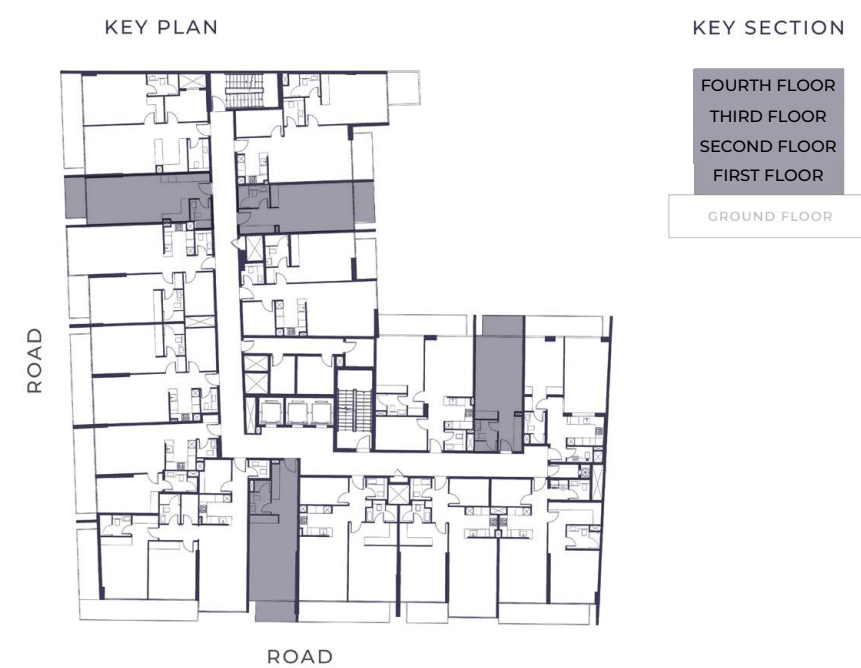 KEY PLAN
KEY SECTION
FOURTH FLOOR
THIRD FLOOR
SECOND FLOOR
FIRST FLOOR
GROUND FLOOR
ROAD
ROAD